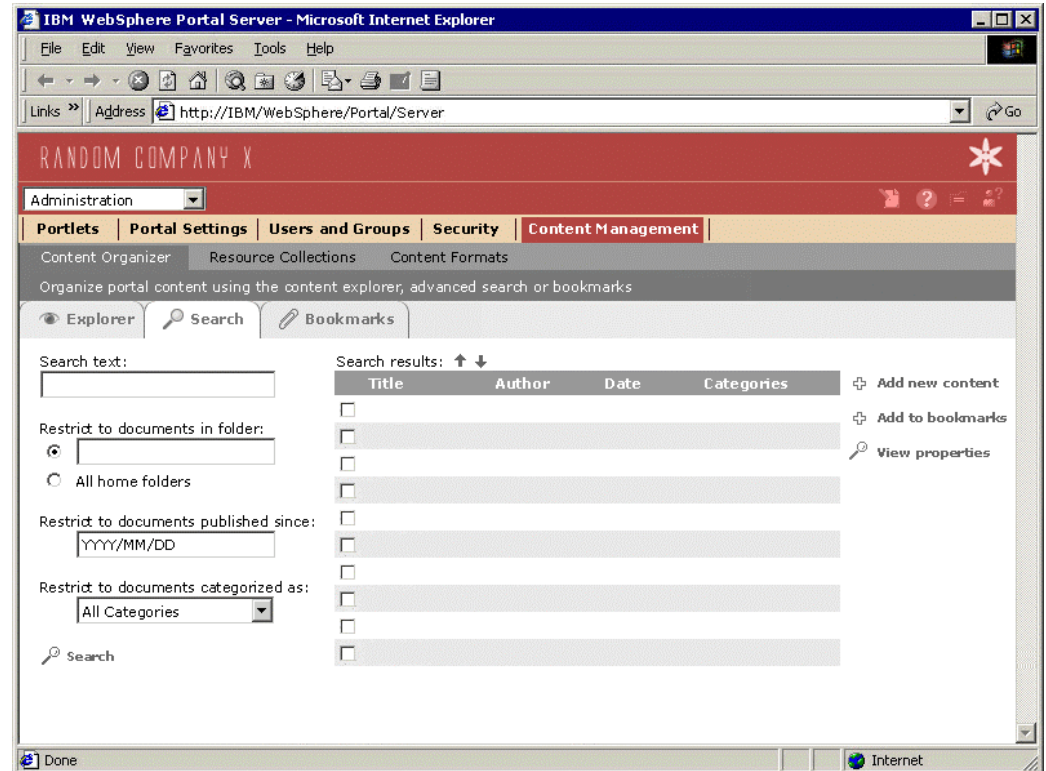 IBM WebSphere Portal Server - Microsoft Internet Explorer
File Edit View Favorites Tools Help
Links » Address http://IBM/WebSphere/Portal/Server Go
RANDOM COMPANY X
Administration
Portlets Portal Settings Users and Groups Security Content Management
Content Organizer Resource Collections Content Formats
Organize portal content using the content explorer, advanced search or bookmarks
Explorer Search Bookmarks
Search text:
Restrict to documents in folder:
All home folders
Restrict to documents published since:
YYYY/MM/DD
Restrict to documents categorized as:
All Categories
Search
Search results:
Title Author Date Categories
Add new content
Add to bookmarks
View properties
Done Internet